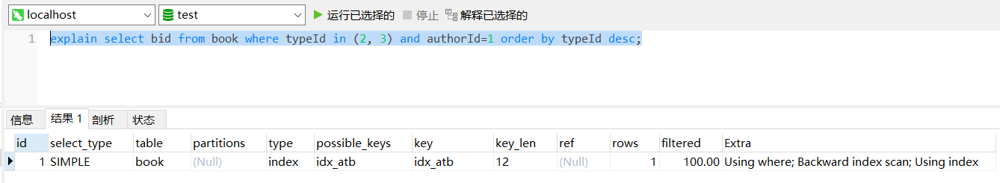 localhost test 运行已选择的 停止 解释已选择的
1 explain select bid from book where typeId in (2, 3) and authorId=1 order by typeId desc;
信息 结果 1 剖析 状态
id select_type table partitions type possible_keys key key_len ref rows filtered Extra
1 SIMPLE book (Null) index idx_atb idx_atb 12 (Null) 1 100.00 Using where; Backward index scan; Using index